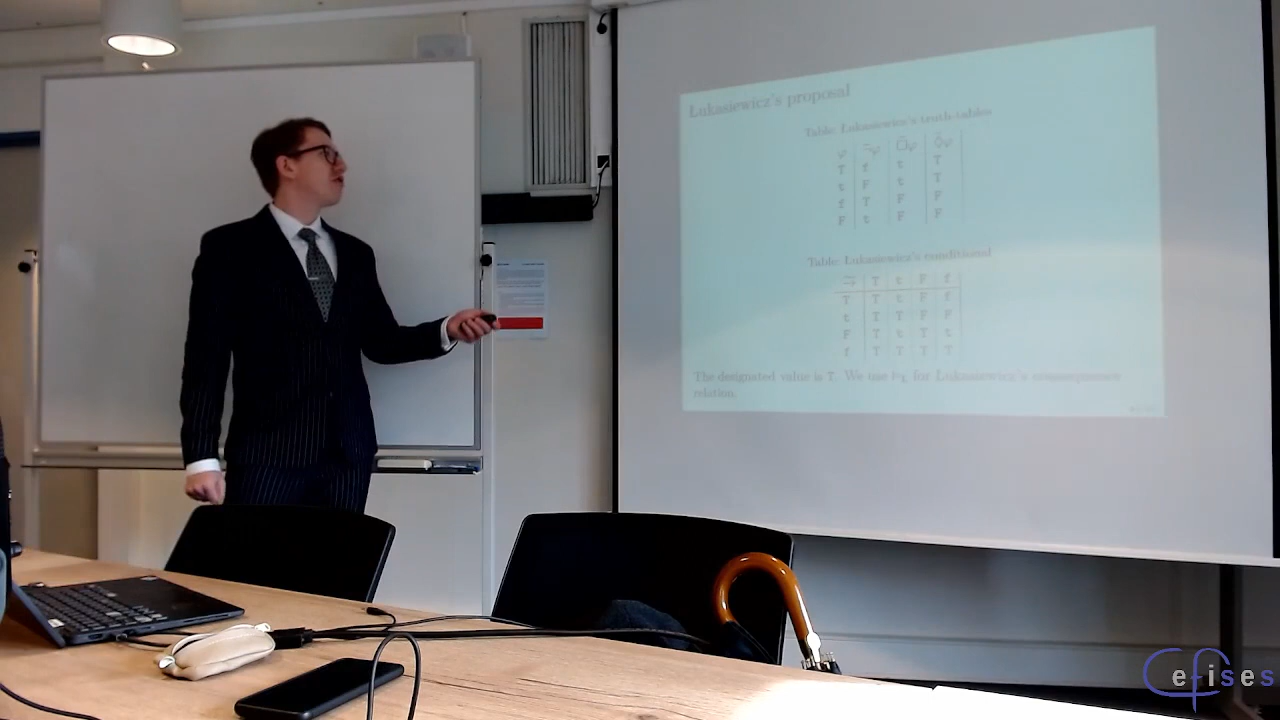 Łukasiewicz's proposal
Table: Łukasiewicz's truth-tables
φ ¬̃φ □̃φ ◊̃φ
T f t T
t F t T
f T F F
F t F F
Table: Łukasiewicz's conditional
T t F f
T T t F f
t T T F F
F T t T t
f T T T T
The designated value is T. We use ⊨Ł for Łukasiewicz's consequence
relation.
Cefises